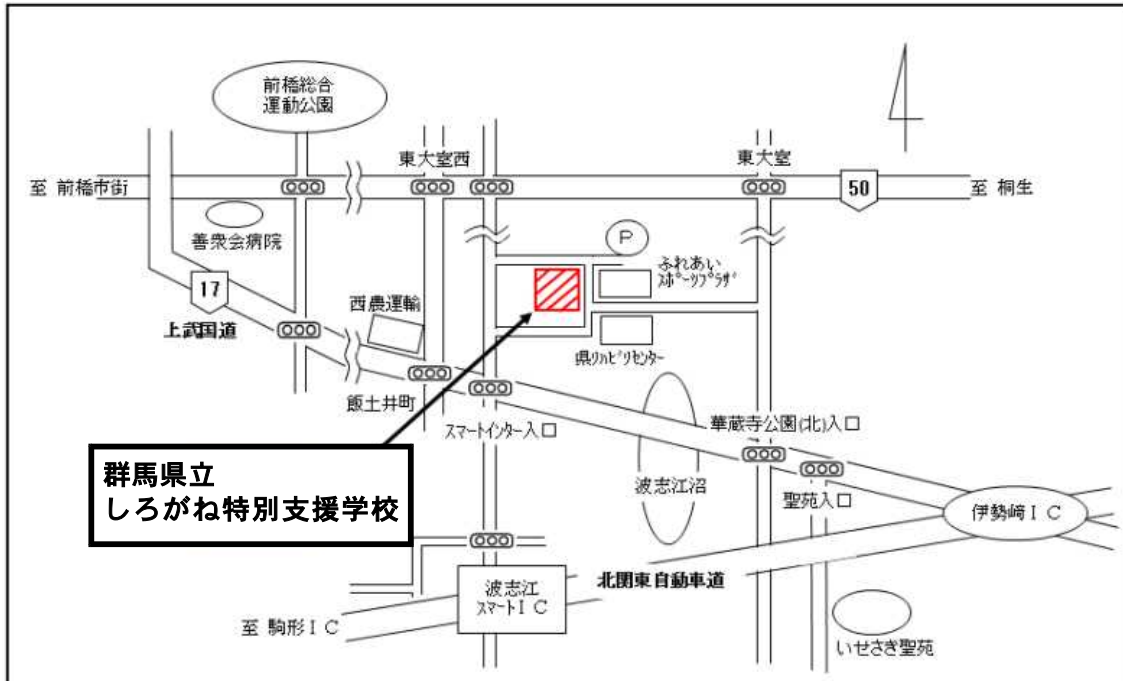 前橋総合
運動公園
東大室西
東大室
至 前橋市街
50
至 桐生
善衆会病院
P
ふれあい
スポーツプラザ
17
上武国道
西農運輸
県リハビリセンター
飯土井町
スマートインター入口
華蔵寺公園(北)入口
群馬県立
しろがね特別支援学校
波志江沼
聖苑入口
伊勢崎ＩＣ
北関東自動車道
波志江
スマートＩＣ
至 駒形ＩＣ
いせさき聖苑